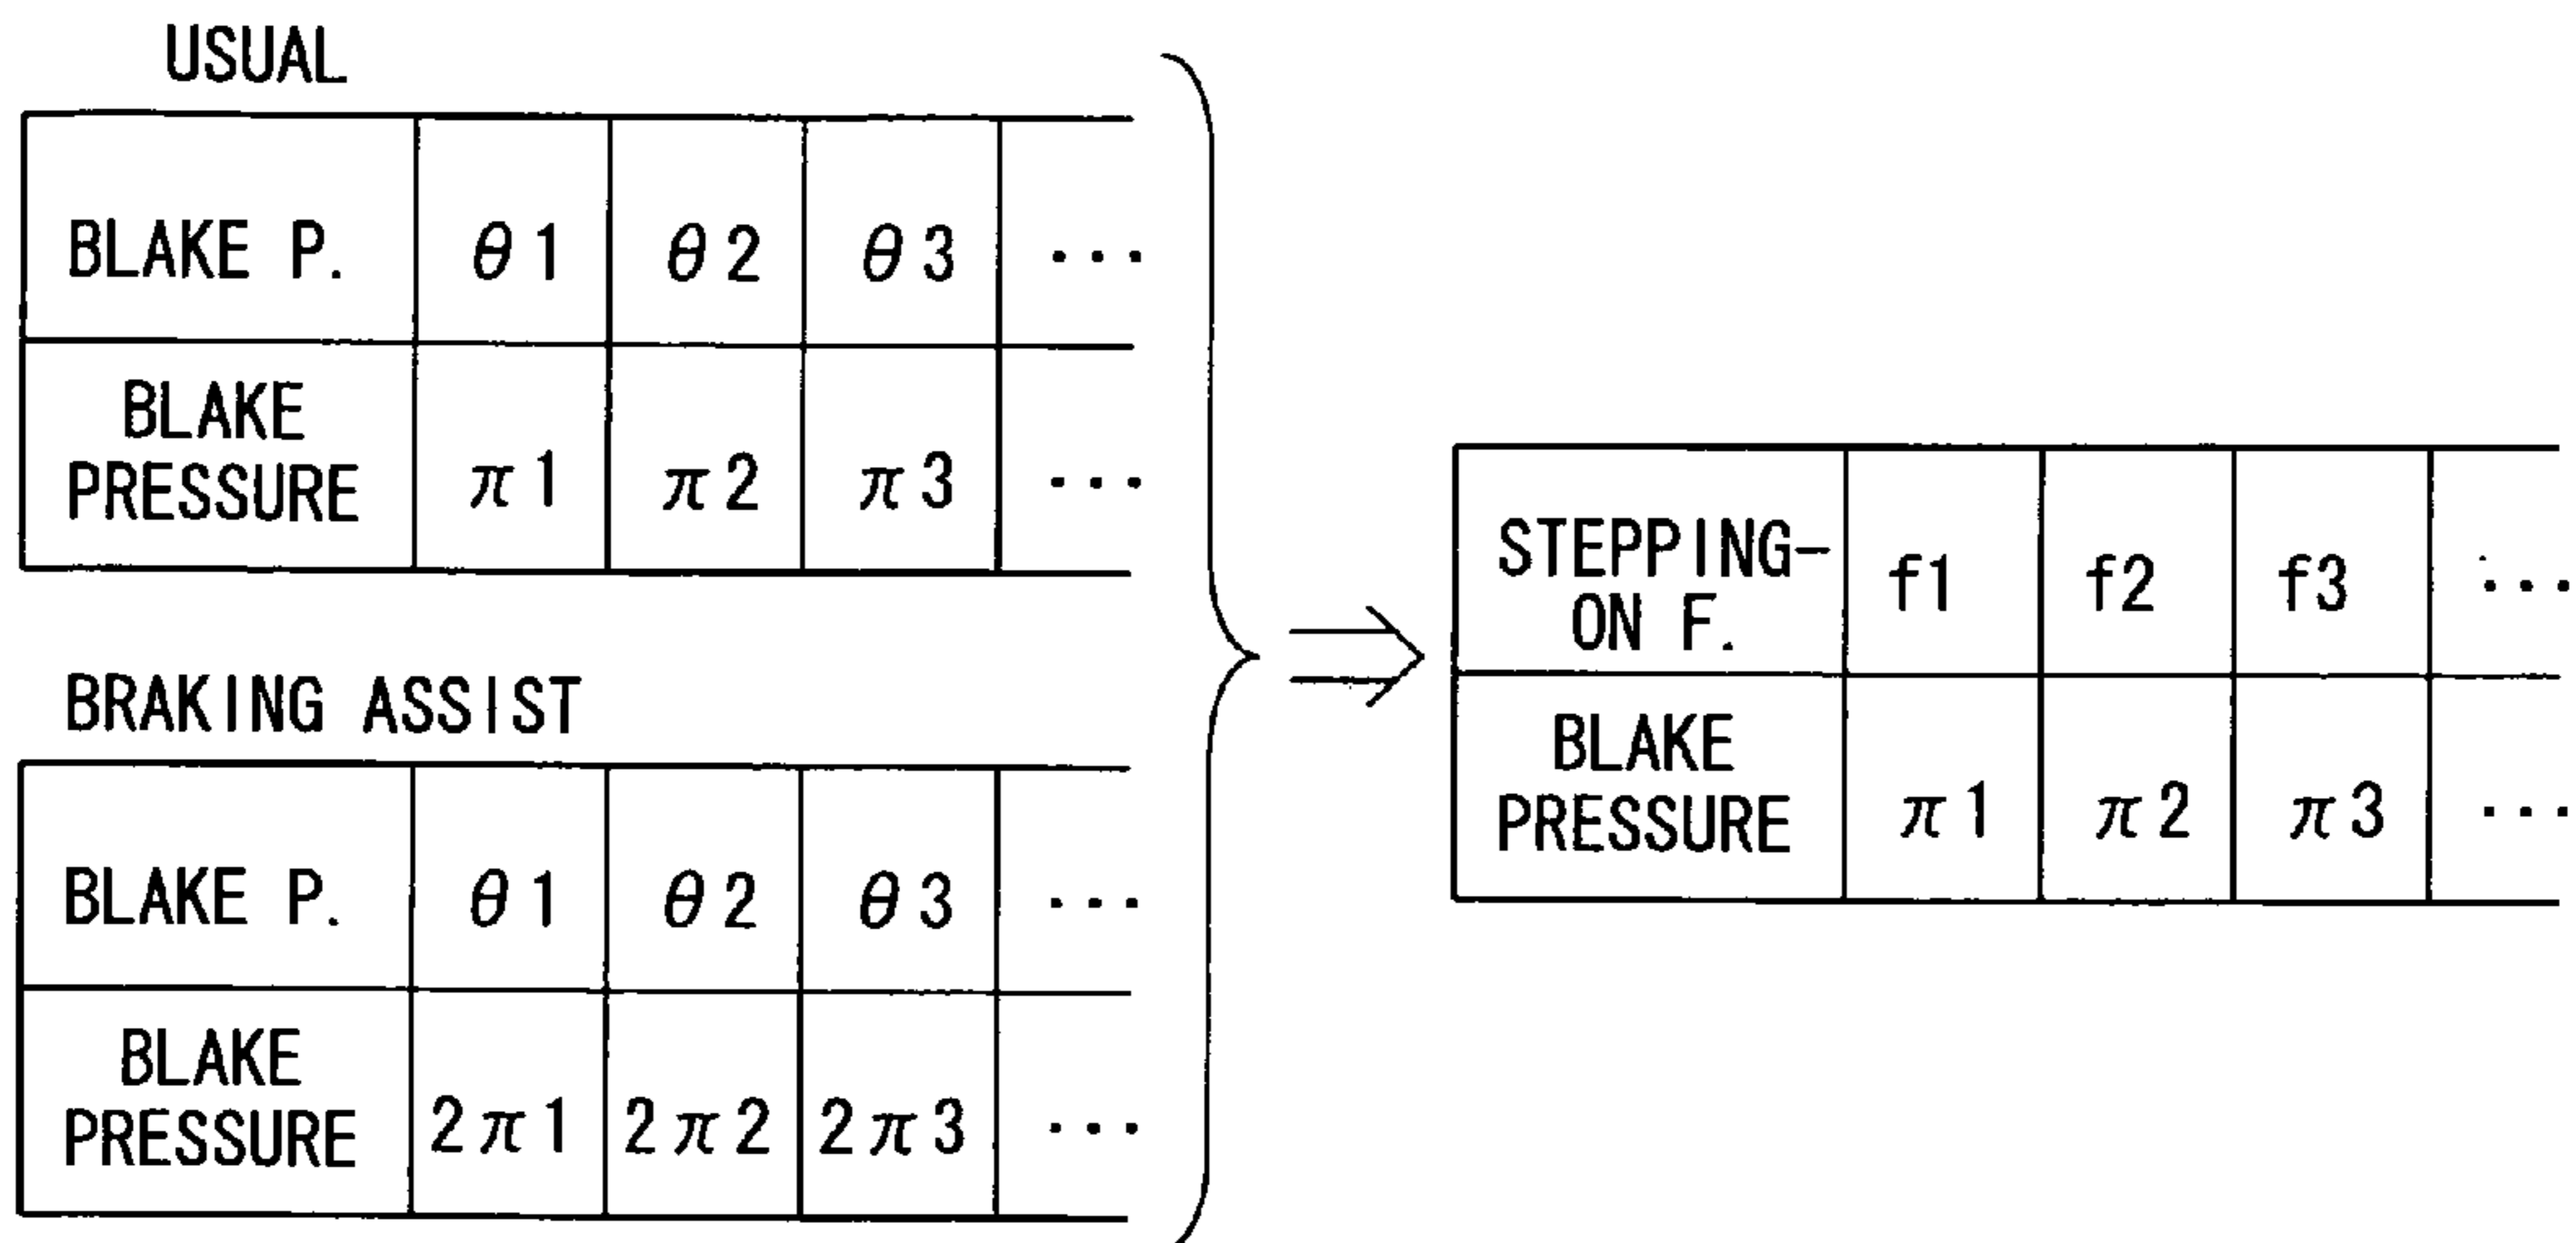 USUAL
BLAKE P. θ1 θ2 θ3 ...
BLAKE
PRESSURE π1 π2 π3 ...
BRAKING ASSIST
BLAKE P. θ1 θ2 θ3 ...
BLAKE
PRESSURE 2π1 2π2 2π3 ...
STEPPING-
ON F. f1 f2 f3 ...
BLAKE
PRESSURE π1 π2 π3 ...